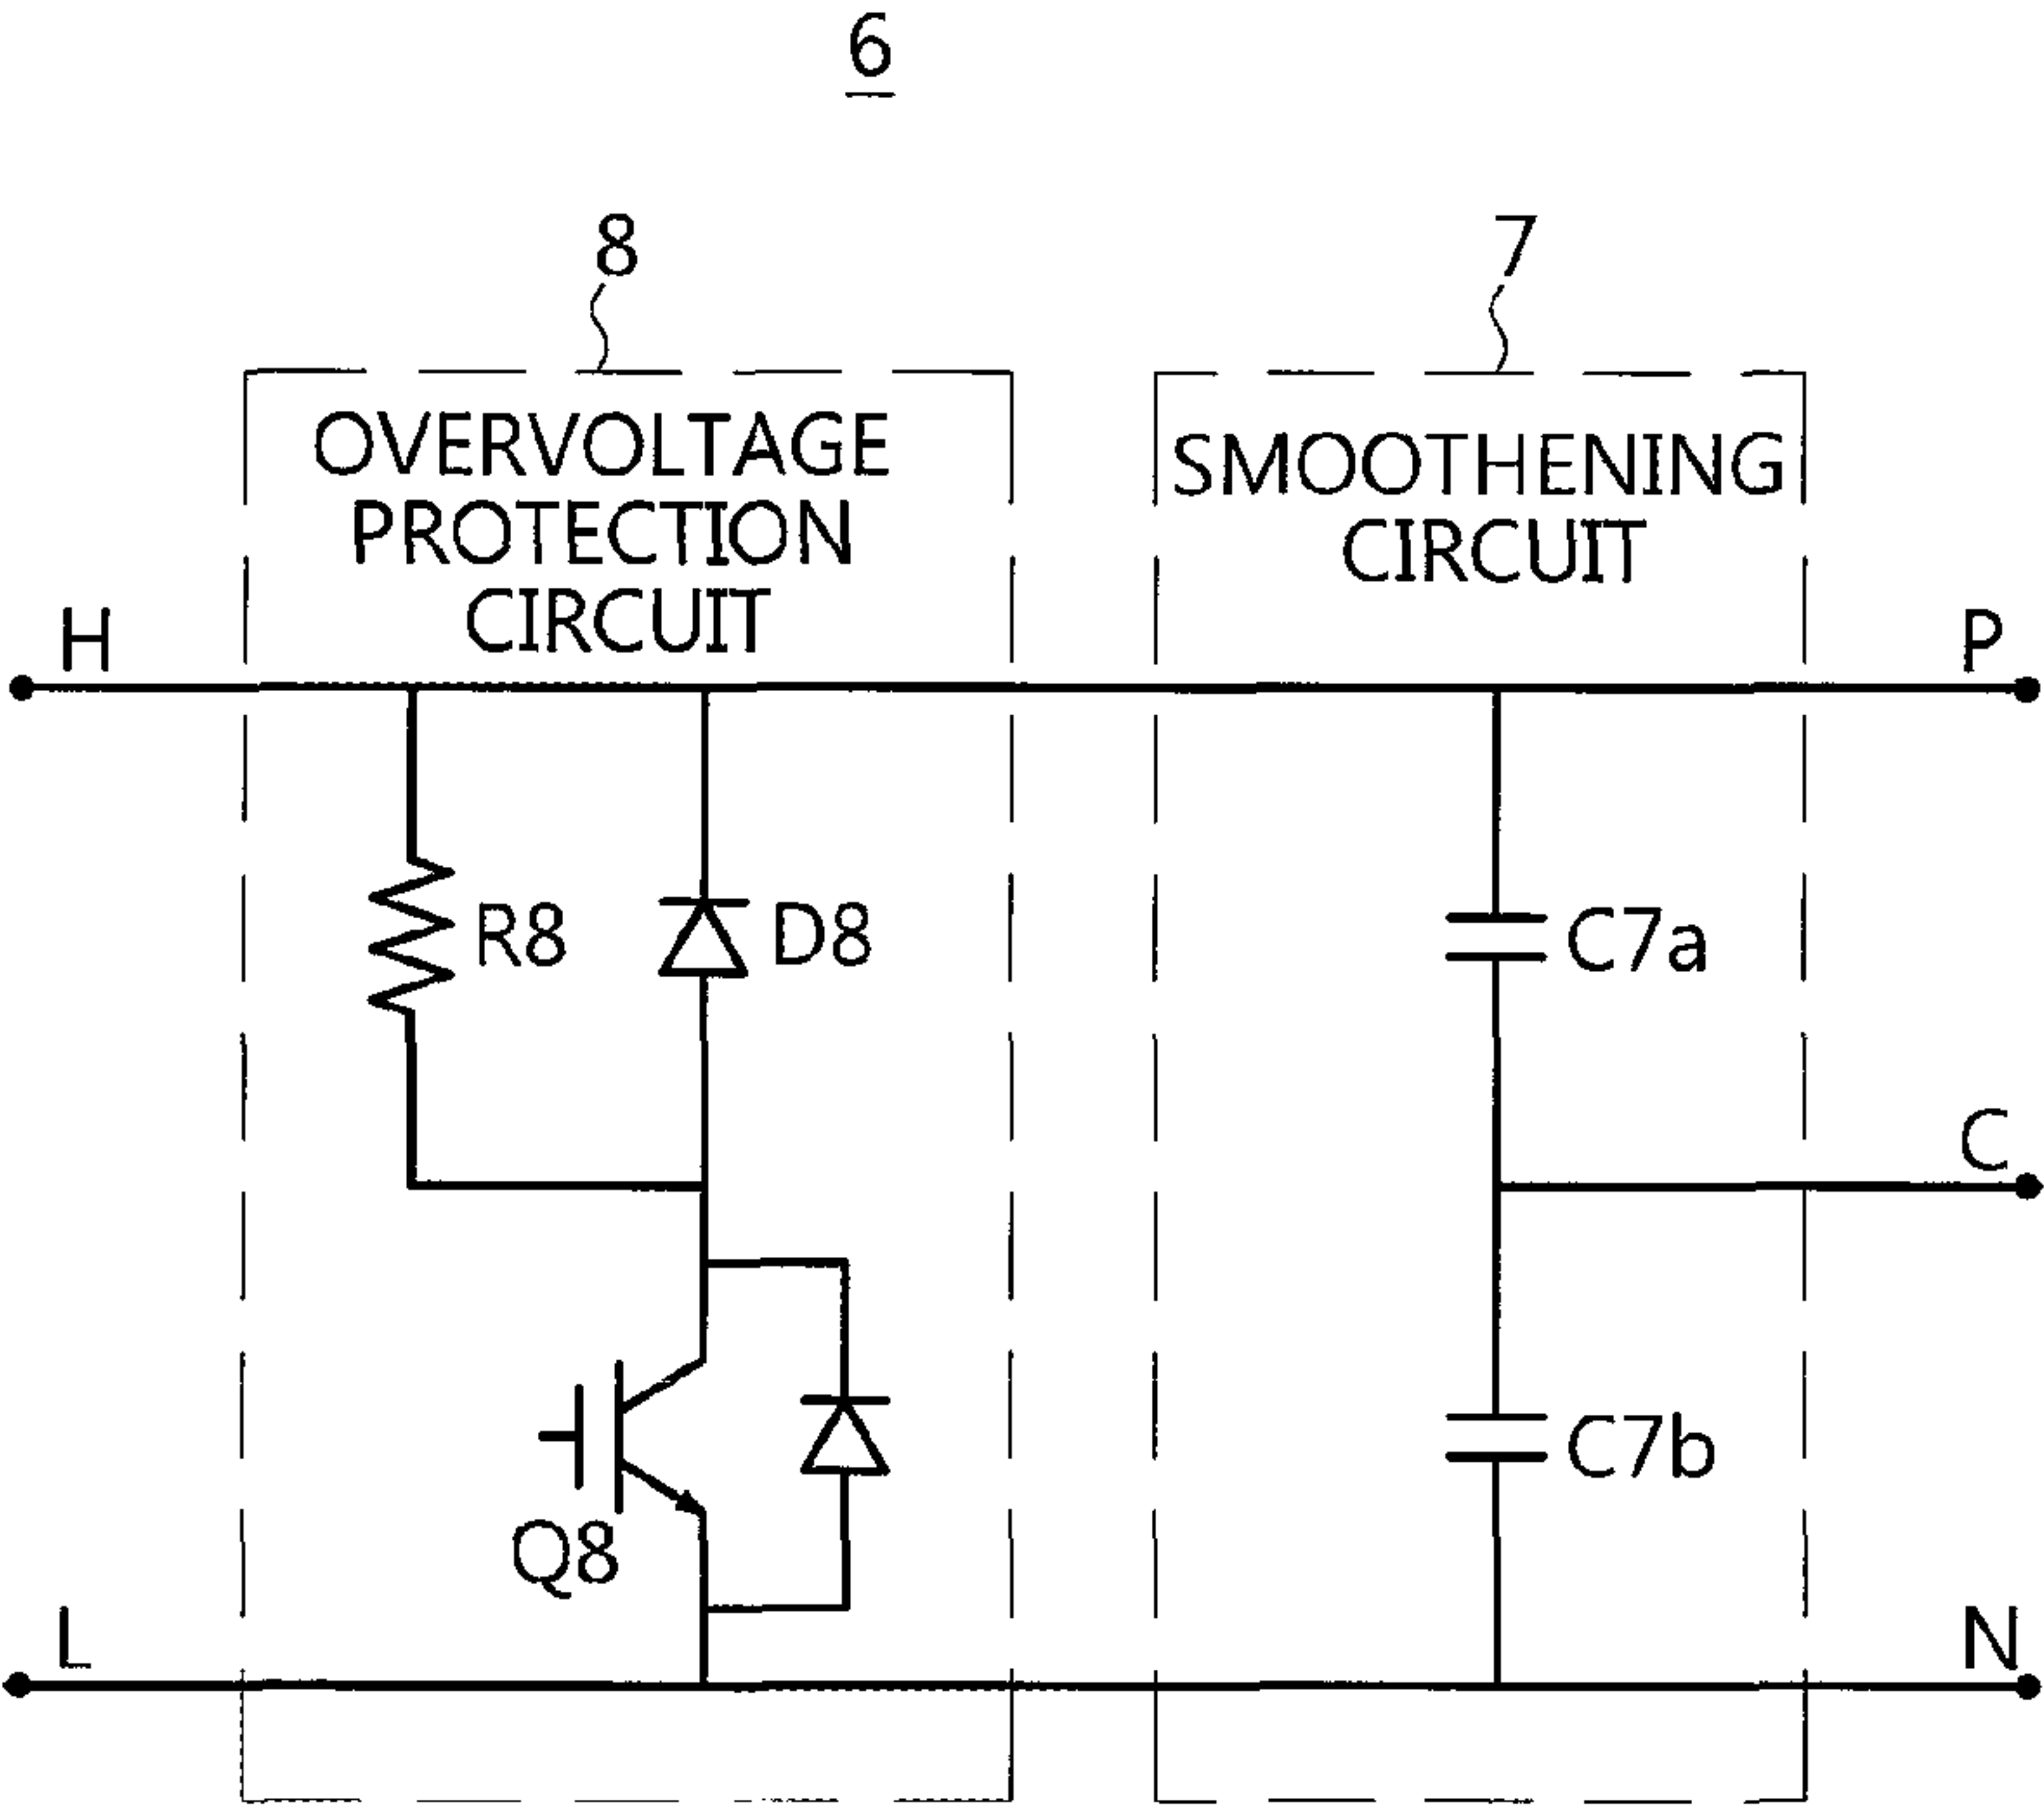 6
8
7
OVERVOLTAGE
PROTECTION
CIRCUIT
SMOOTHENING
CIRCUIT
H
P
R8
D8
C7a
C
C7b
Q8
L
N